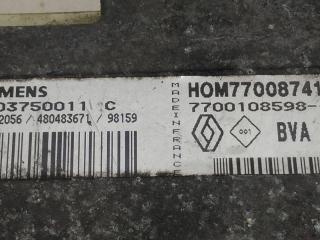 MENS
03750011 C
2056 / 480483671 / 98159
MADE IN FRANCE
HOM77008741
7700108598-
001
BVA